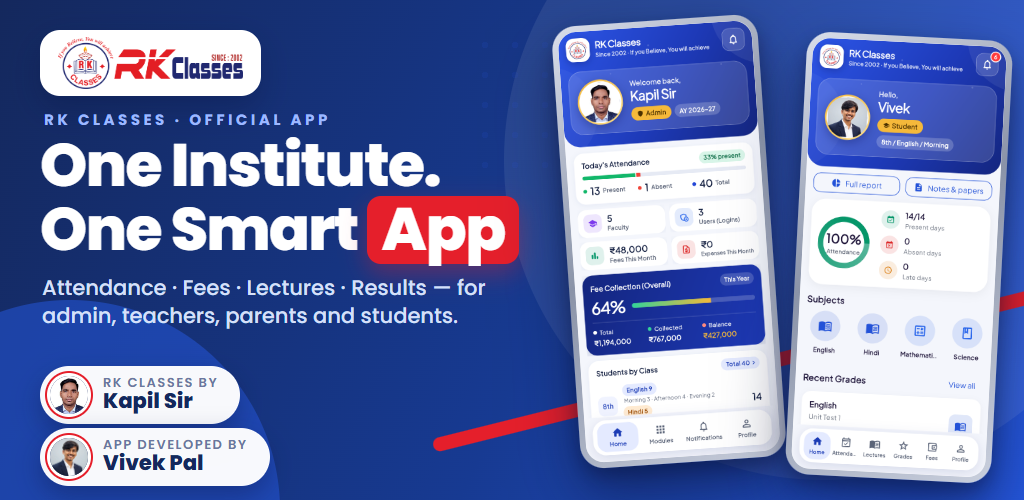 If you Believe, You will achieve
RK
CLASSES
RK Classes
SINCE : 2002
RK CLASSES · OFFICIAL APP
One Institute.
One Smart App
Attendance · Fees · Lectures · Results — for
admin, teachers, parents and students.
RK CLASSES BY
Kapil Sir
APP DEVELOPED BY
Vivek Pal
RK Classes
Since 2002 · If you Believe, You will achieve
Welcome back,
Kapil Sir
Admin
AY 2026-27
Today's Attendance
33% present
13 Present
1 Absent
40 Total
5
Faculty
3
Users (Logins)
₹48,000
Fees This Month
₹0
Expenses This Month
Fee Collection (Overall)
This Year
64%
Total
₹1,194,000
Collected
₹767,000
Balance
₹427,000
Students by Class
Total 40 ›
8th
English 9
Morning 3 · Afternoon 4 · Evening 2
Hindi 5
14
Home
Modules
Notifications
Profile
RK Classes
Since 2002 · If you Believe, You will achieve
Hello,
Vivek
Student
8th / English / Morning
Full report
Notes & papers
100%
Attendance
14/14
Present days
0
Absent days
0
Late days
Subjects
English
Hindi
Mathemati...
Science
Recent Grades
View all
English
Unit Test 1
Home
Attenda...
Lectures
Grades
Fees
Profile